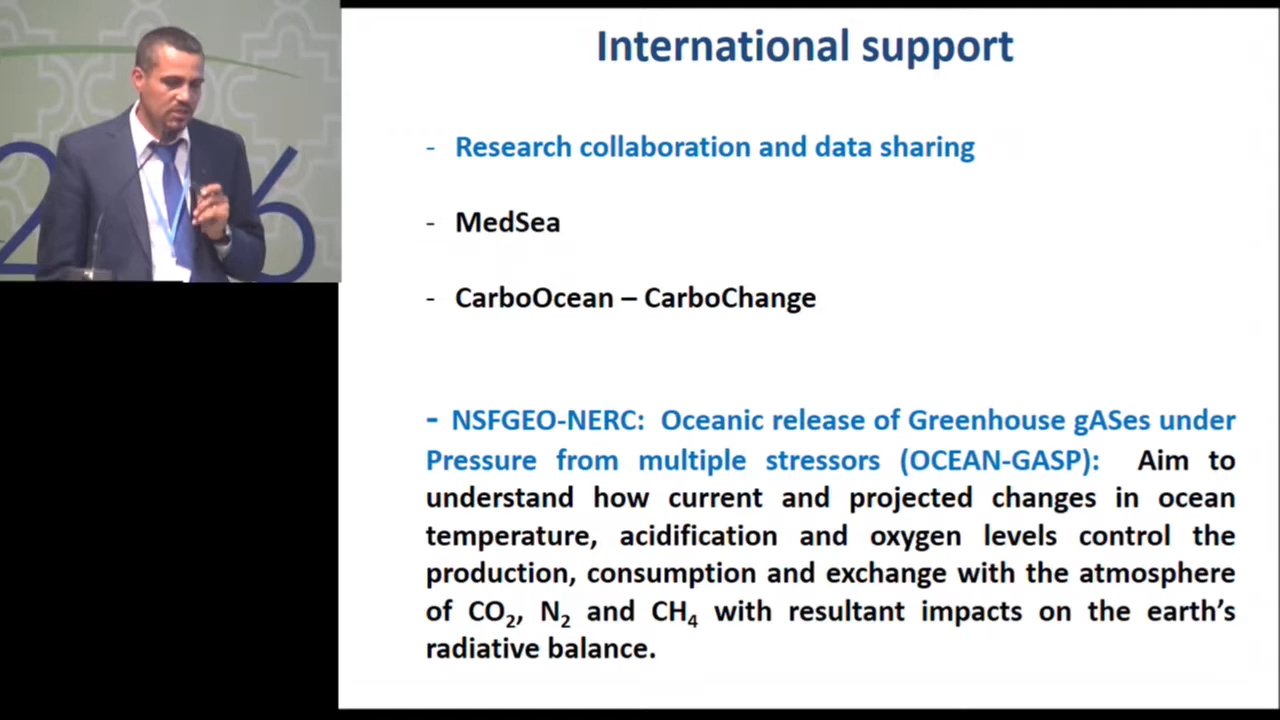 International support
- Research collaboration and data sharing
- MedSea
- CarboOcean – CarboChange
- NSFGEO-NERC: Oceanic release of Greenhouse gASes under
Pressure from multiple stressors (OCEAN-GASP): Aim to
understand how current and projected changes in ocean
temperature, acidification and oxygen levels control the
production, consumption and exchange with the atmosphere
of CO₂, N₂ and CH₄ with resultant impacts on the earth’s
radiative balance.
2 6